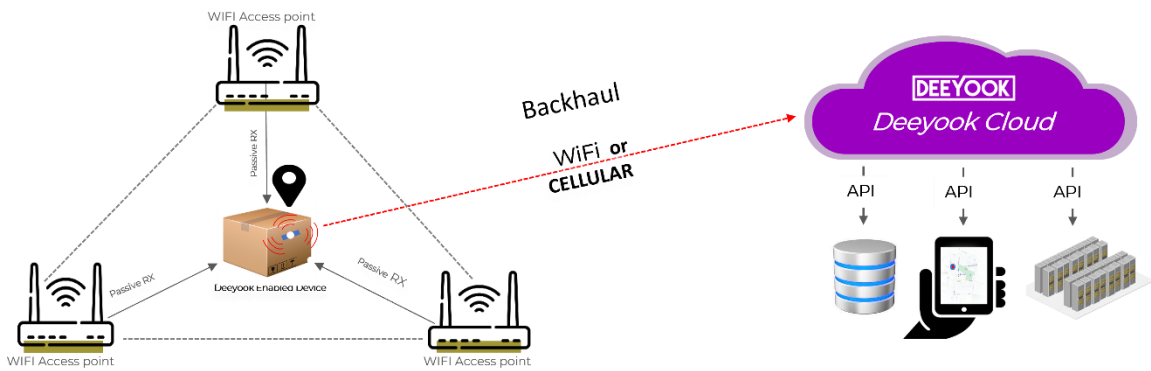 WIFI Access point
Passive RX
Deeyook Enabled Device
Passive RX
Passive RX
WIFI Access point
WIFI Access point
Backhaul
WiFi or
CELLULAR
DEEYOOK
Deeyook Cloud
API
API
API